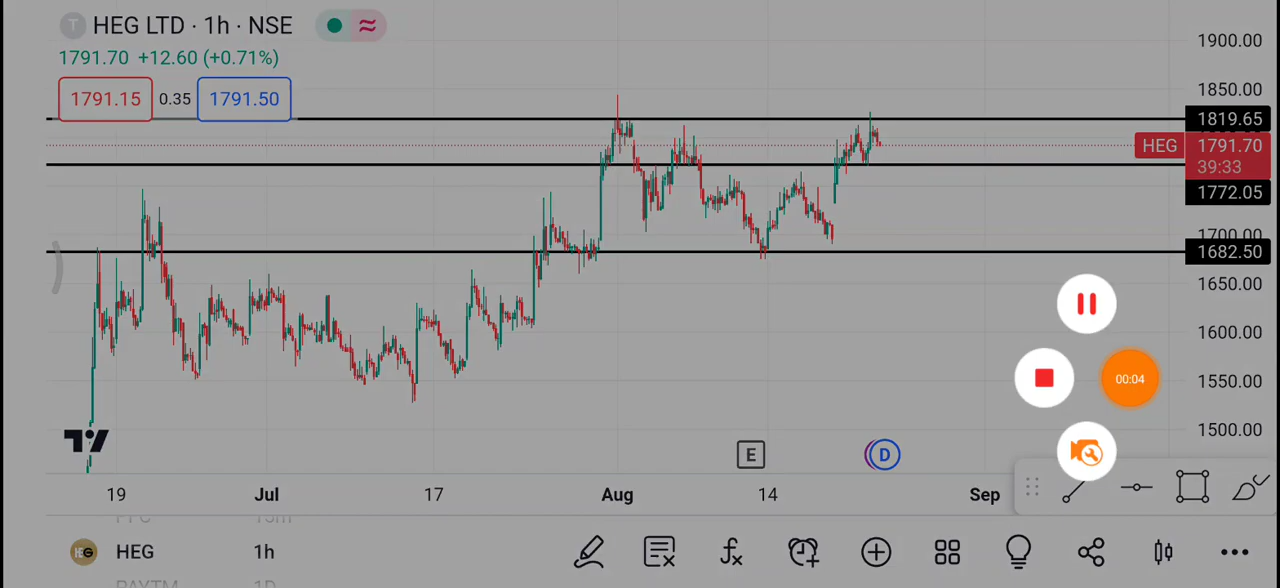 HEG LTD · 1h · NSE
1791.70 +12.60 (+0.71%)
1791.15 0.35 1791.50
1900.00
1850.00
1819.65
HEG 1791.70
39:33
1772.05
1700.00
1682.50
1650.00
1600.00
1550.00
1500.00
00:04
E
D
19 Jul 17 Aug 14 Sep
HEG 1h
PAYTM 1D